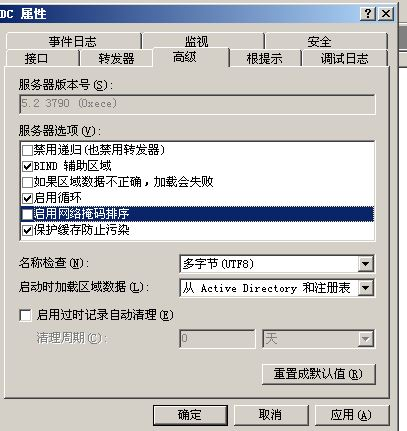 DC 属性
事件日志 监视 安全
接口 转发器 高级 根提示 调试日志
服务器版本号(S):
5.2 3790 (0xece)
服务器选项(V):
禁用递归(也禁用转发器)
BIND 辅助区域
如果区域数据不正确，加载会失败
启用循环
启用网络掩码排序
保护缓存防止污染
名称检查(N): 多字节(UTF8)
启动时加载区域数据(L): 从 Active Directory 和注册表
启用过时记录自动清理(E)
清理周期(C): 0 天
重置成默认值(R)
确定 取消 应用(A)